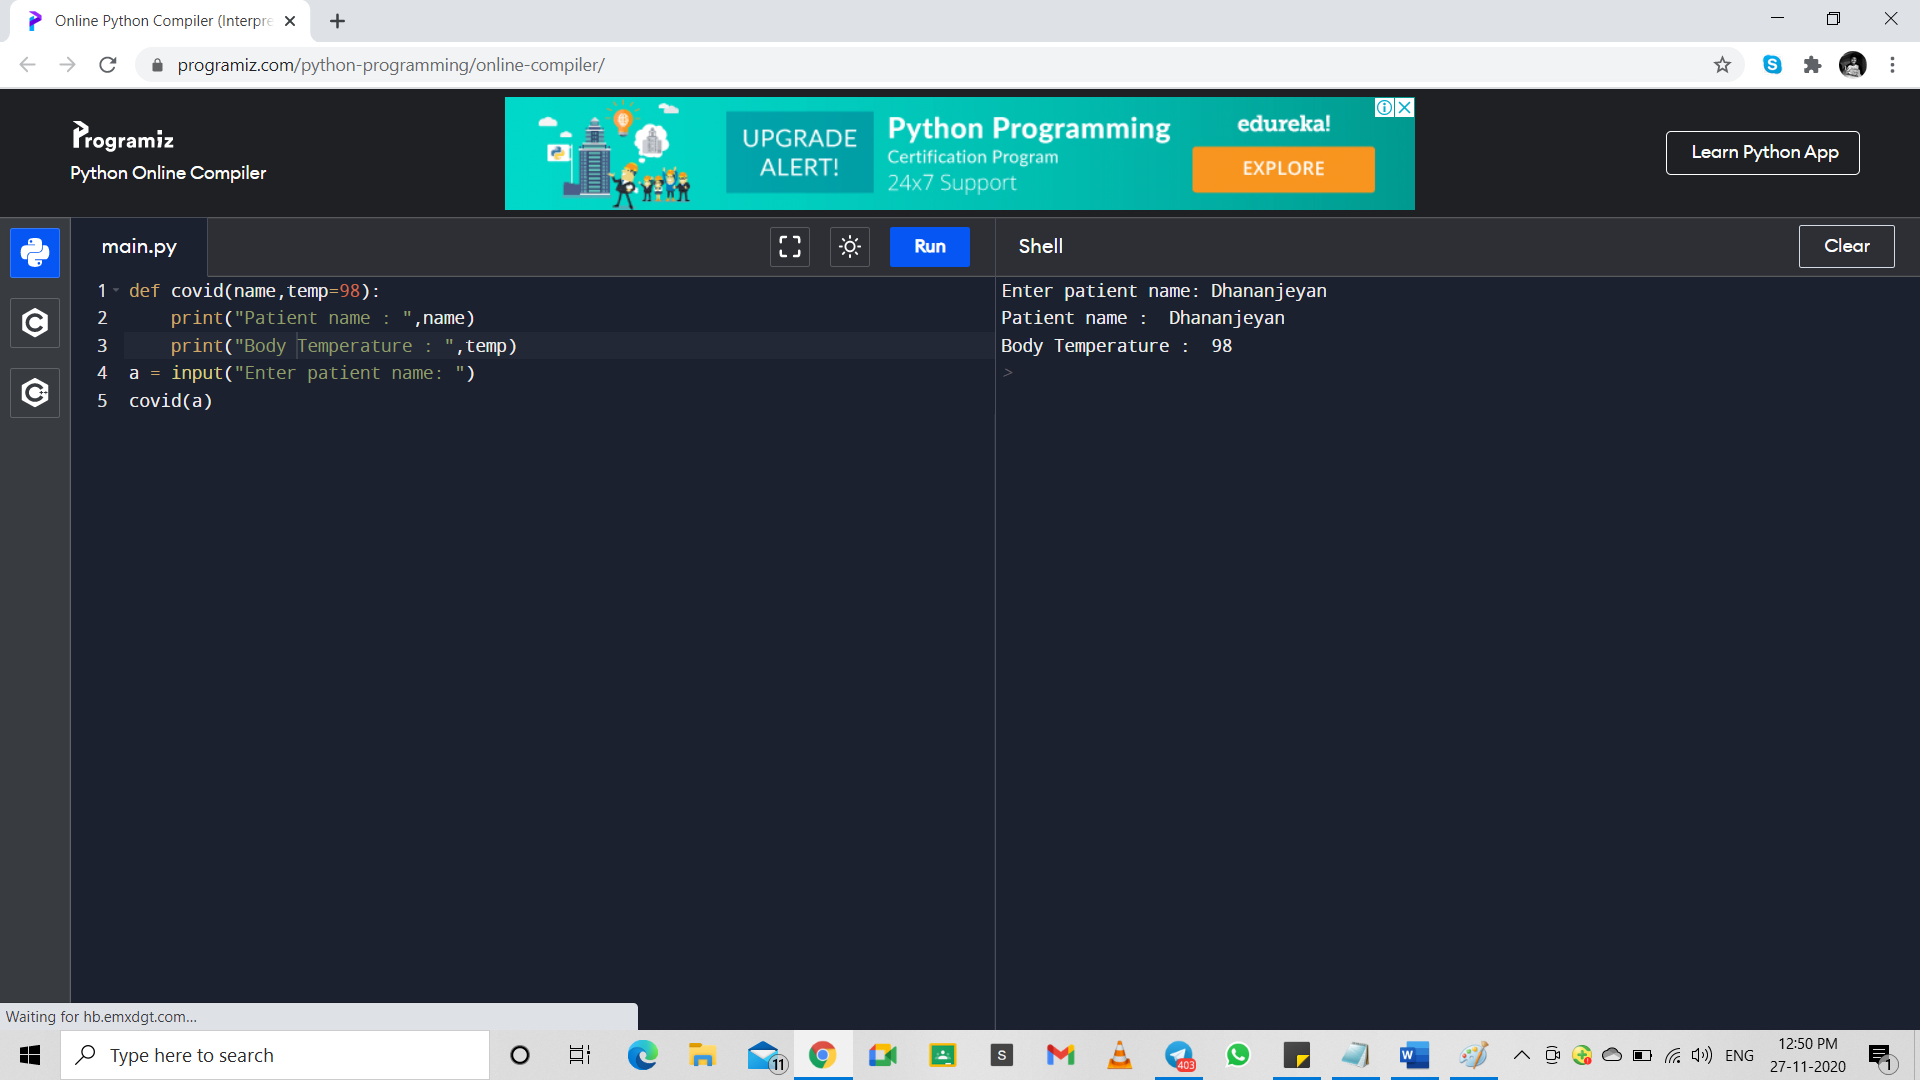 Online Python Compiler (Interpre
programiz.com/python-programming/online-compiler/
Programiz
Python Online Compiler
UPGRADE
ALERT!
Python Programming
Certification Program
24x7 Support
edureka!
EXPLORE
Learn Python App
main.py
Run
Shell
Clear
1 def covid(name,temp=98):
2 print("Patient name : ",name)
3 print("Body Temperature : ",temp)
4 a = input("Enter patient name: ")
5 covid(a)
Enter patient name: Dhananjeyan
Patient name :  Dhananjeyan
Body Temperature :  98
>
Waiting for hb.emxdgt.com...
Type here to search
11
S
403
W
ENG
12:50 PM
27-11-2020
1